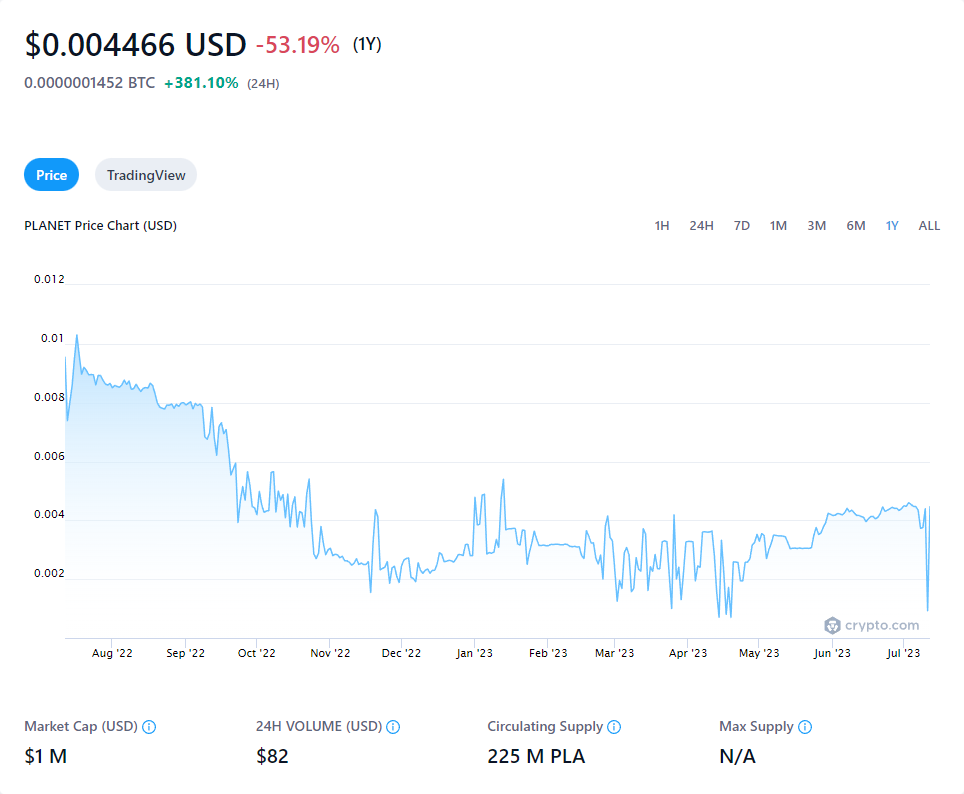 $0.004466 USD -53.19% (1Y)
0.0000001452 BTC +381.10% (24H)
Price TradingView
PLANET Price Chart (USD) 1H 24H 7D 1M 3M 6M 1Y ALL
0.012
0.01
0.008
0.006
0.004
0.002
crypto.com
Aug '22 Sep '22 Oct '22 Nov '22 Dec '22 Jan '23 Feb '23 Mar '23 Apr '23 May '23 Jun '23 Jul '23
Market Cap (USD) 24H VOLUME (USD) Circulating Supply Max Supply
$1 M $82 225 M PLA N/A